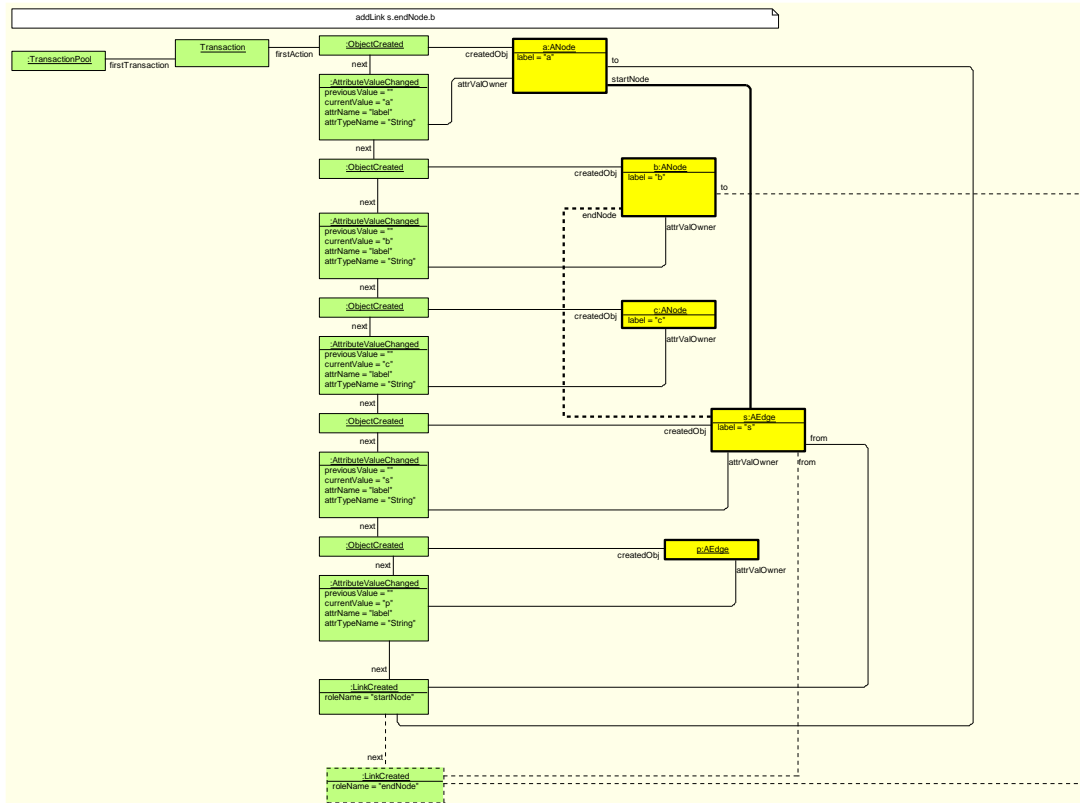 addLink s.endNode.b
:TransactionPool
firstTransaction
Transaction
firstAction
:ObjectCreated
createdObj
a:ANode
label = "a"
to
startNode
next
:AttributeValueChanged
previousValue = ""
currentValue = "a"
attrName = "label"
attrTypeName = "String"
attrValOwner
next
:ObjectCreated
createdObj
b:ANode
label = "b"
to
endNode
attrValOwner
next
:AttributeValueChanged
previousValue = ""
currentValue = "b"
attrName = "label"
attrTypeName = "String"
next
:ObjectCreated
createdObj
c:ANode
label = "c"
attrValOwner
next
:AttributeValueChanged
previousValue = ""
currentValue = "c"
attrName = "label"
attrTypeName = "String"
next
:ObjectCreated
createdObj
s:AEdge
label = "s"
from
attrValOwner
from
next
:AttributeValueChanged
previousValue = ""
currentValue = "s"
attrName = "label"
attrTypeName = "String"
next
:ObjectCreated
createdObj
p:AEdge
attrValOwner
next
:AttributeValueChanged
previousValue = ""
currentValue = "p"
attrName = "label"
attrTypeName = "String"
next
:LinkCreated
roleName = "startNode"
next
:LinkCreated
roleName = "endNode"